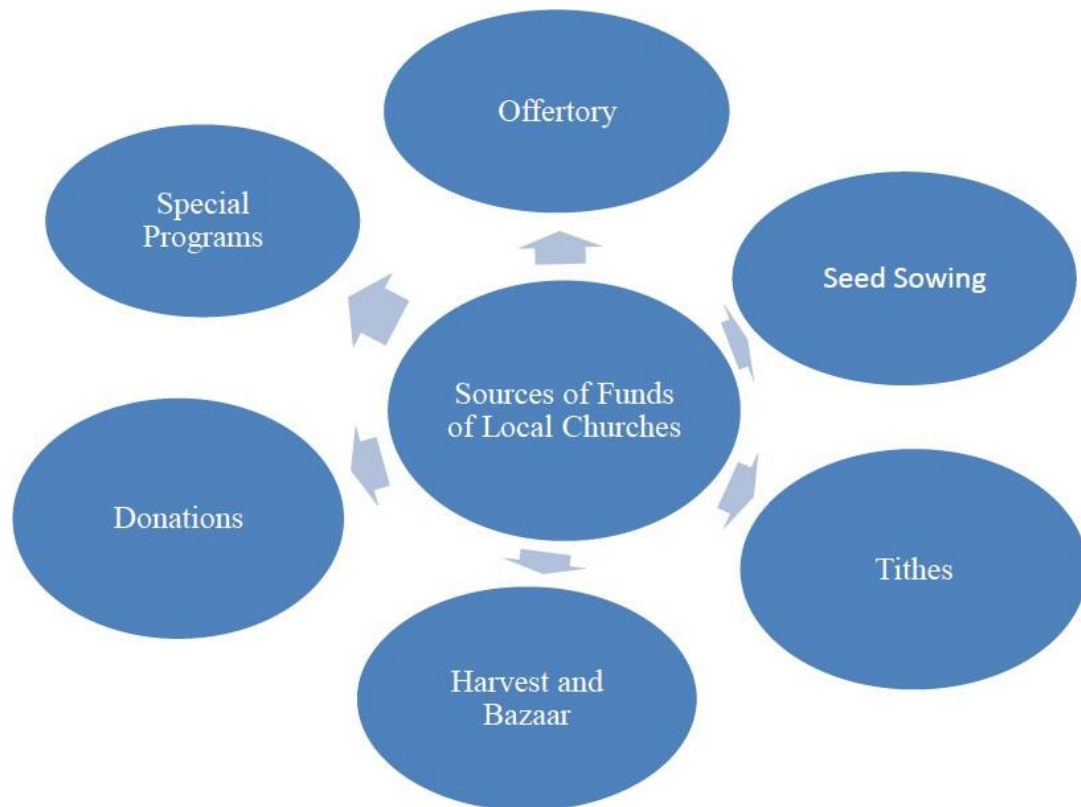 Offertory
Special
Programs
Seed Sowing
Sources of Funds
of Local Churches
Donations
Tithes
Harvest and
Bazaar